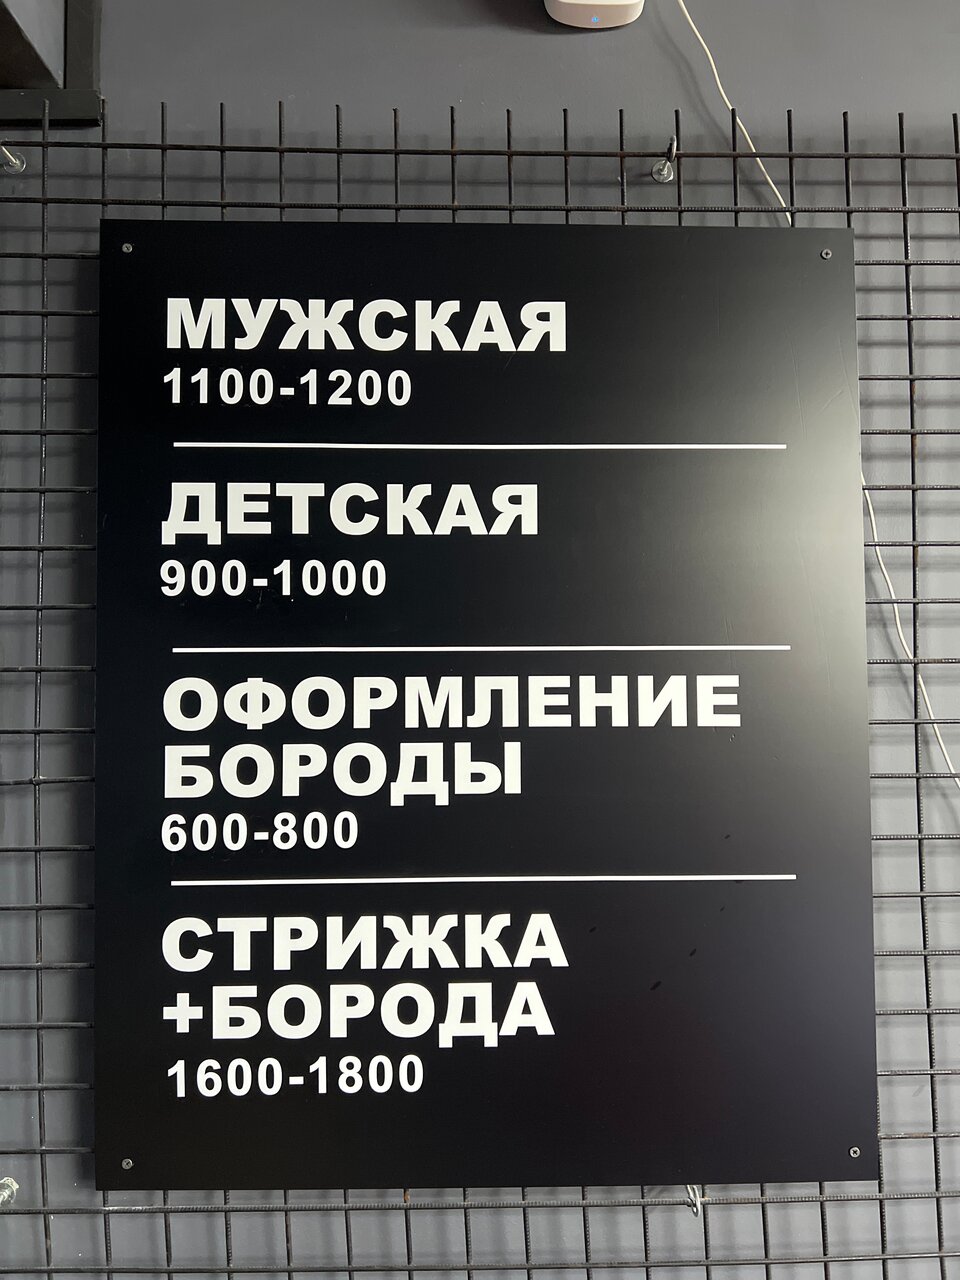 МУЖСКАЯ
1100-1200
ДЕТСКАЯ
900-1000
ОФОРМЛЕНИЕ
БОРОДЫ
600-800
СТРИЖКА
+БОРОДА
1600-1800